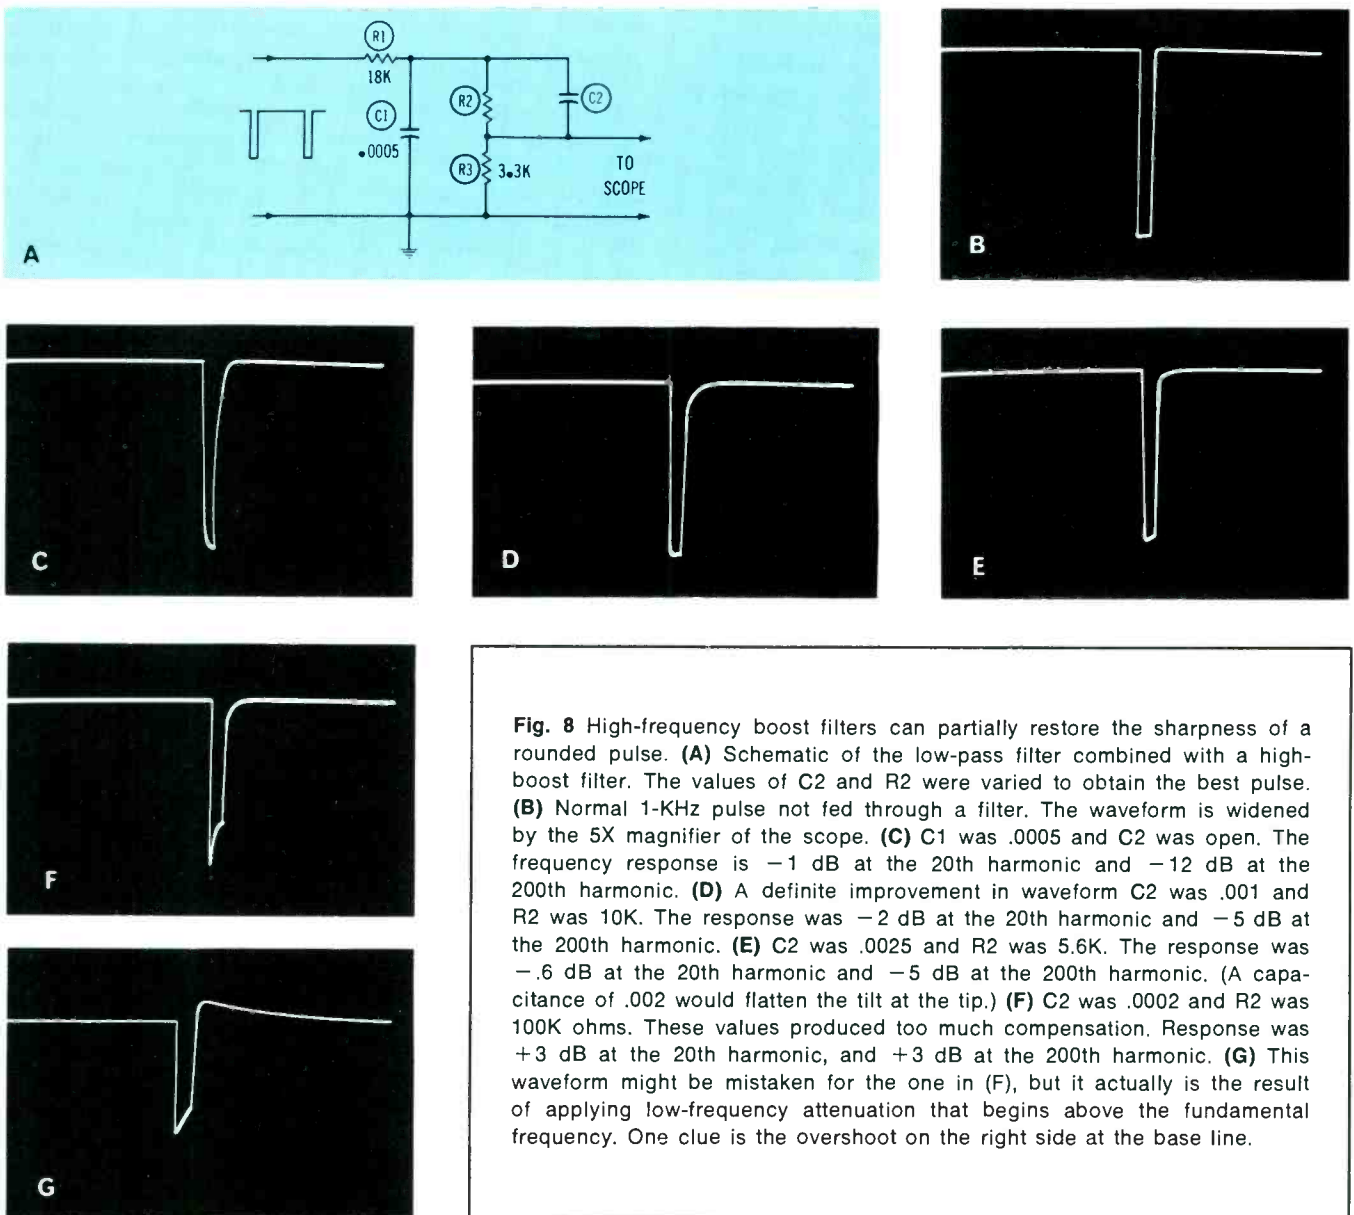 R1
18K
C1
.0005
R2
C2
R3
3.3K
TO
SCOPE
A
B
C
D
E
F
G
Fig. 8 High-frequency boost filters can partially restore the sharpness of a
rounded pulse. (A) Schematic of the low-pass filter combined with a high-
boost filter. The values of C2 and R2 were varied to obtain the best pulse.
(B) Normal 1-KHz pulse not fed through a filter. The waveform is widened
by the 5X magnifier of the scope. (C) C1 was .0005 and C2 was open. The
frequency response is −1 dB at the 20th harmonic and −12 dB at the
200th harmonic. (D) A definite improvement in waveform C2 was .001 and
R2 was 10K. The response was −2 dB at the 20th harmonic and −5 dB at
the 200th harmonic. (E) C2 was .0025 and R2 was 5.6K. The response was
−.6 dB at the 20th harmonic and −5 dB at the 200th harmonic. (A capa-
citance of .002 would flatten the tilt at the tip.) (F) C2 was .0002 and R2 was
100K ohms. These values produced too much compensation. Response was
+3 dB at the 20th harmonic, and +3 dB at the 200th harmonic. (G) This
waveform might be mistaken for the one in (F), but it actually is the result
of applying low-frequency attenuation that begins above the fundamental
frequency. One clue is the overshoot on the right side at the base line.